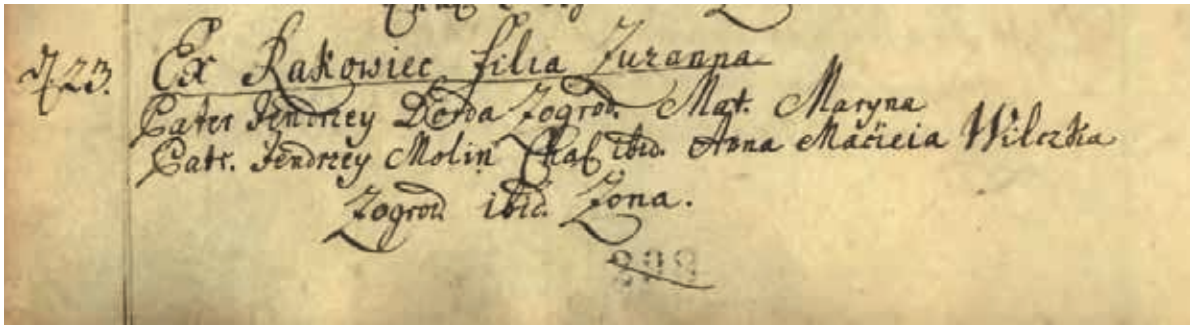 d. 23. Ex Rakowiec filia Zuzanna
Pater Jendrzey Dorda Zogrod. Mat. Maryna
Patr. Jendrzey Molin Chał. ibid. Anna Macieia Wilczka
Zogrod. ibid. Zona.